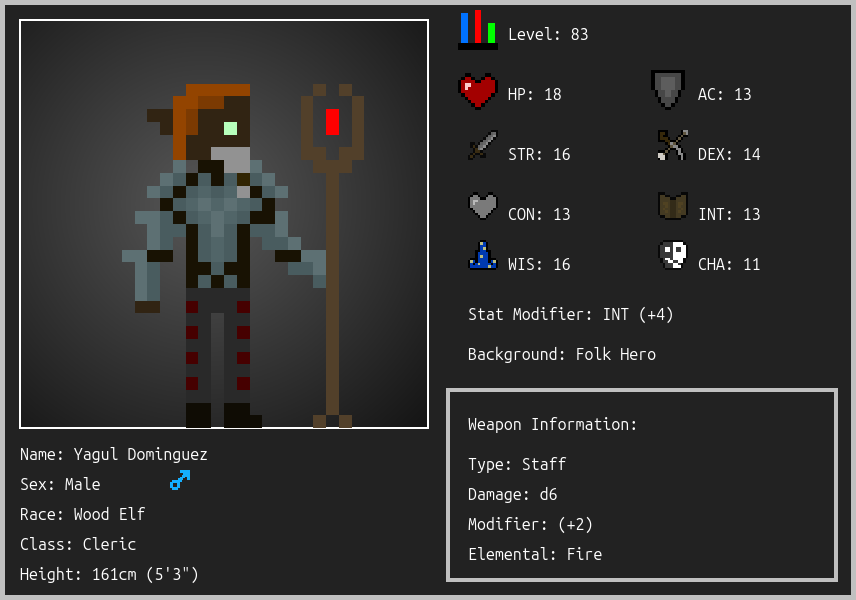 Level: 83
HP: 18
AC: 13
STR: 16
DEX: 14
CON: 13
INT: 13
WIS: 16
CHA: 11
Stat Modifier: INT (+4)
Background: Folk Hero
Weapon Information:
Type: Staff
Damage: d6
Modifier: (+2)
Elemental: Fire
Name: Yagul Dominguez
Sex: Male
Race: Wood Elf
Class: Cleric
Height: 161cm (5'3")